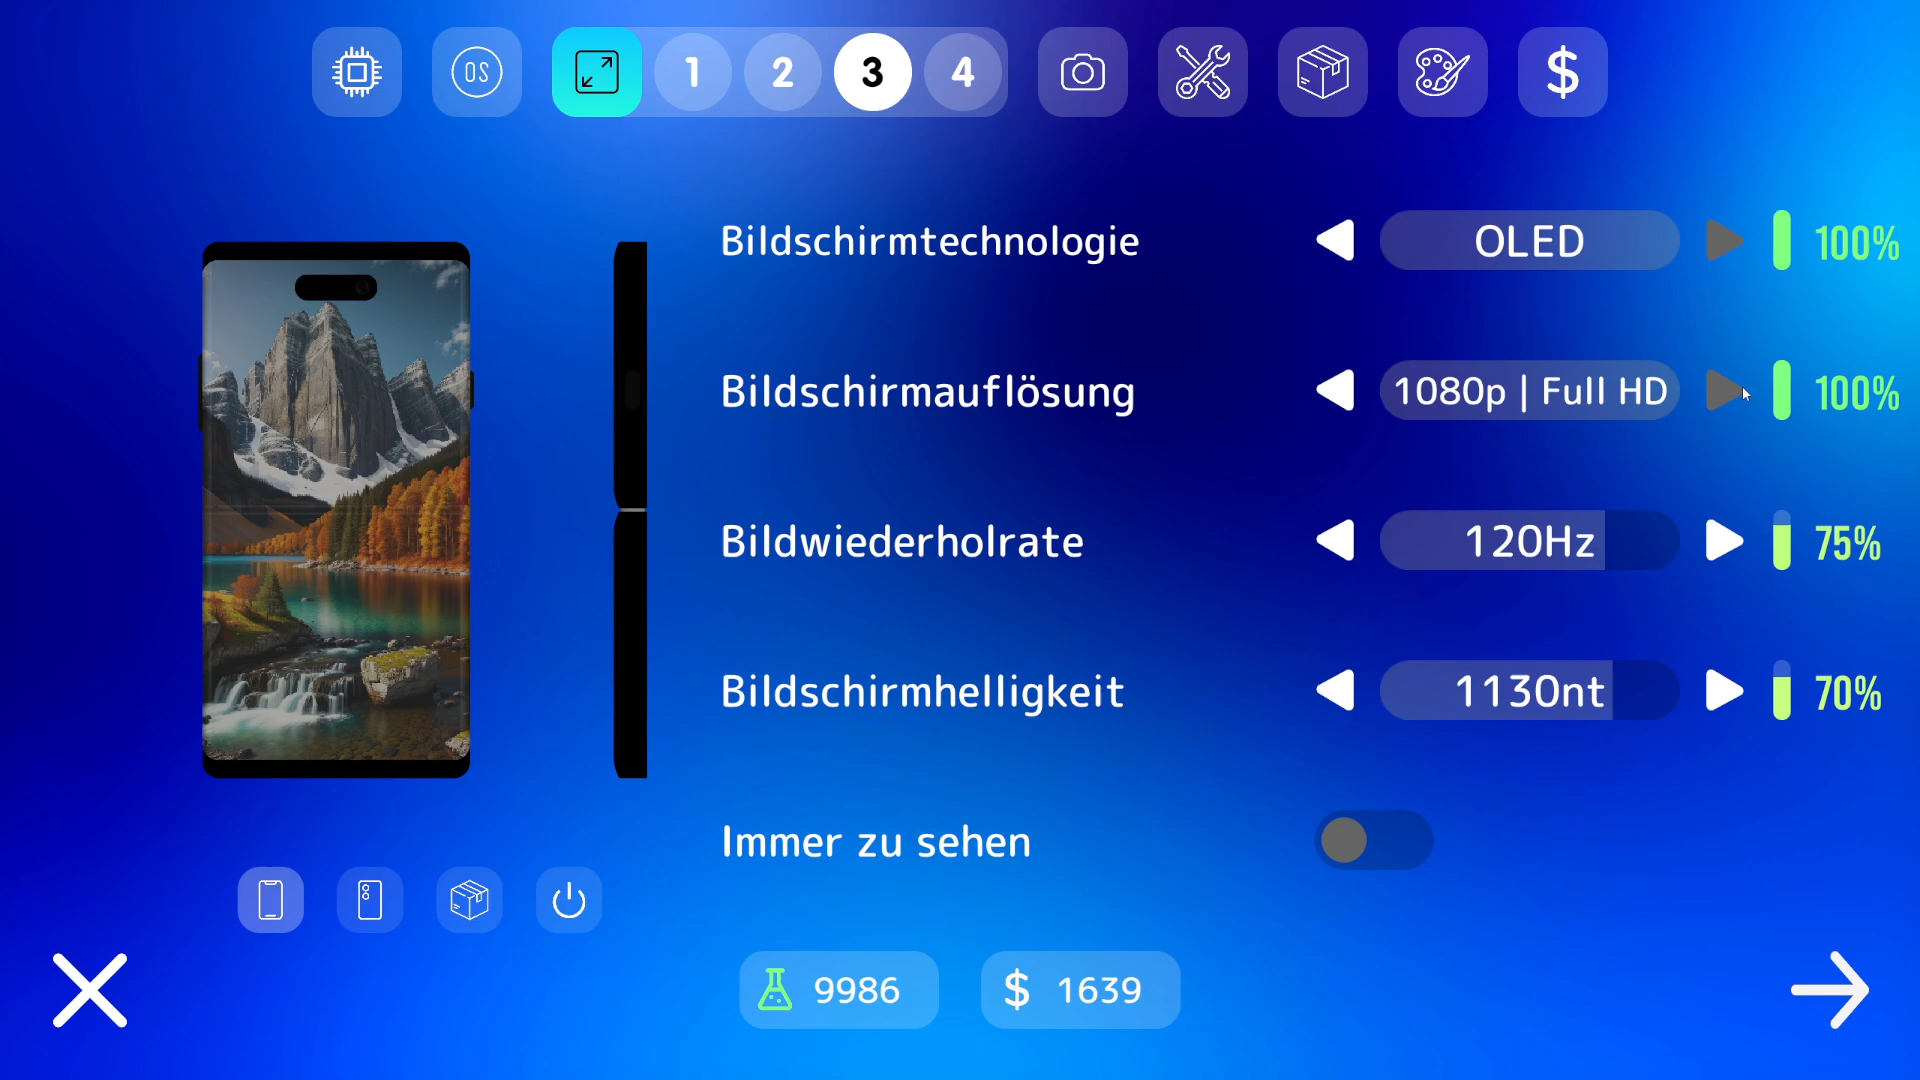 OS 1 2 3 4 $
Bildschirmtechnologie OLED 100%
Bildschirmauflösung 1080p | Full HD 100%
Bildwiederholrate 120Hz 75%
Bildschirmhelligkeit 1130nt 70%
Immer zu sehen
9986 $ 1639